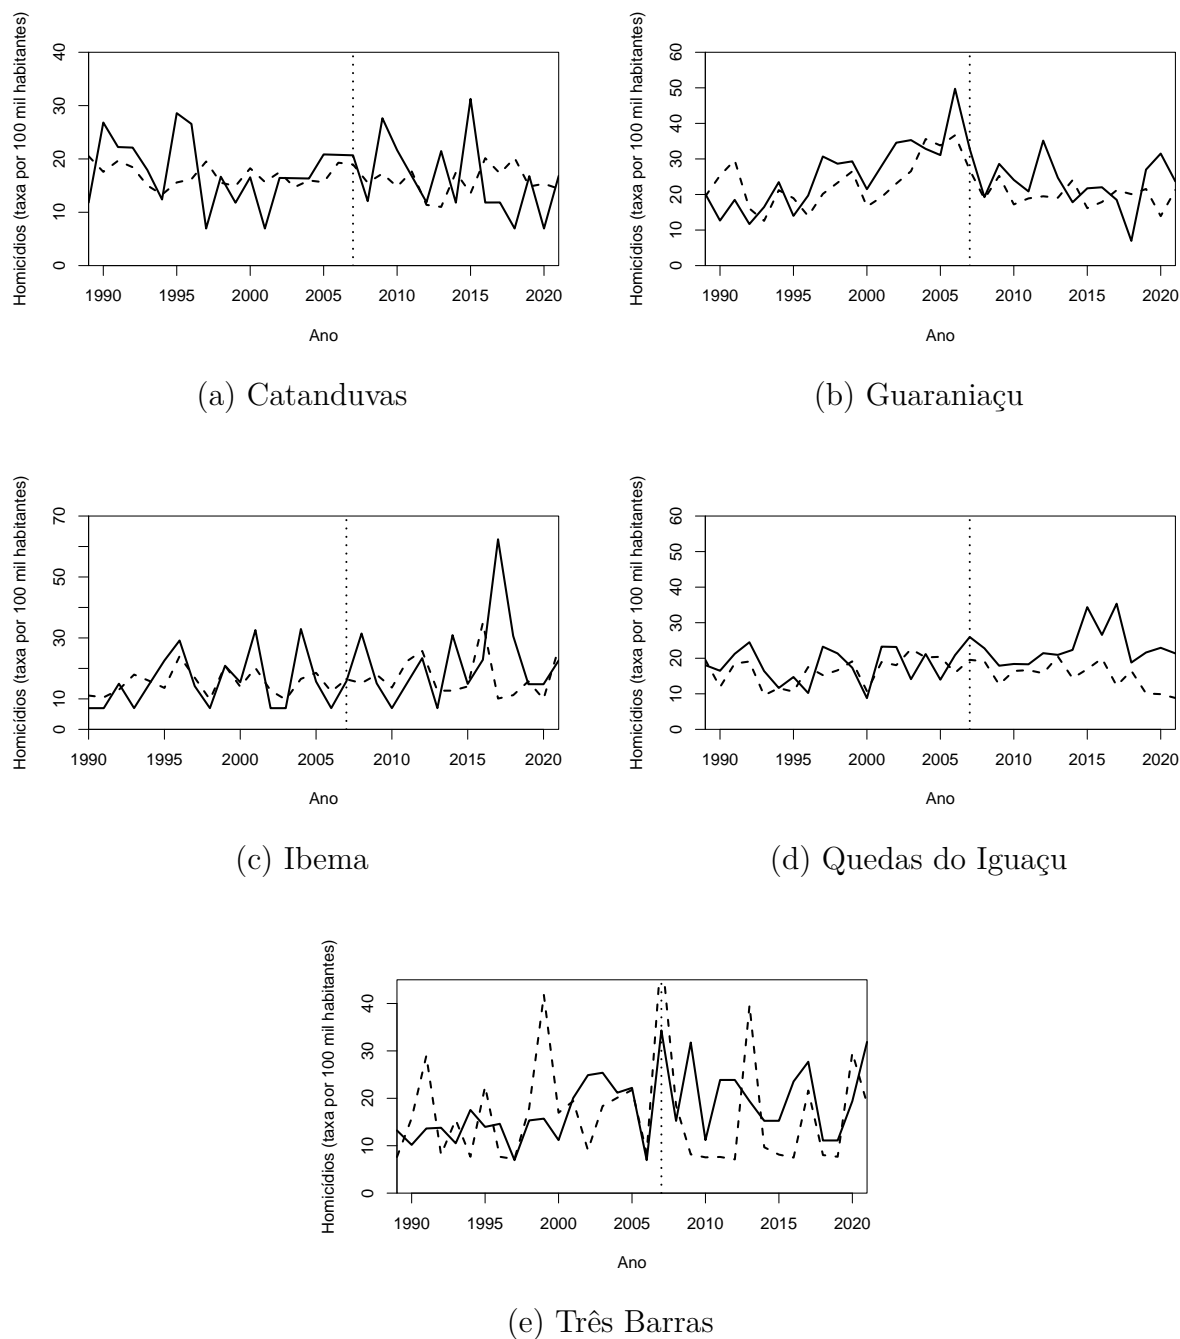 Homicídios (taxa por 100 mil habitantes)
0 10 20 30 40
1990 1995 2000 2005 2010 2015 2020
Ano
(a) Catanduvas
Homicídios (taxa por 100 mil habitantes)
0 10 20 30 40 50 60
1990 1995 2000 2005 2010 2015 2020
Ano
(b) Guaraniaçu
Homicídios (taxa por 100 mil habitantes)
0 10 30 50 70
1990 1995 2000 2005 2010 2015 2020
Ano
(c) Ibema
Homicídios (taxa por 100 mil habitantes)
0 10 20 30 40 50 60
1990 1995 2000 2005 2010 2015 2020
Ano
(d) Quedas do Iguaçu
Homicídios (taxa por 100 mil habitantes)
0 10 20 30 40
1990 1995 2000 2005 2010 2015 2020
Ano
(e) Três Barras